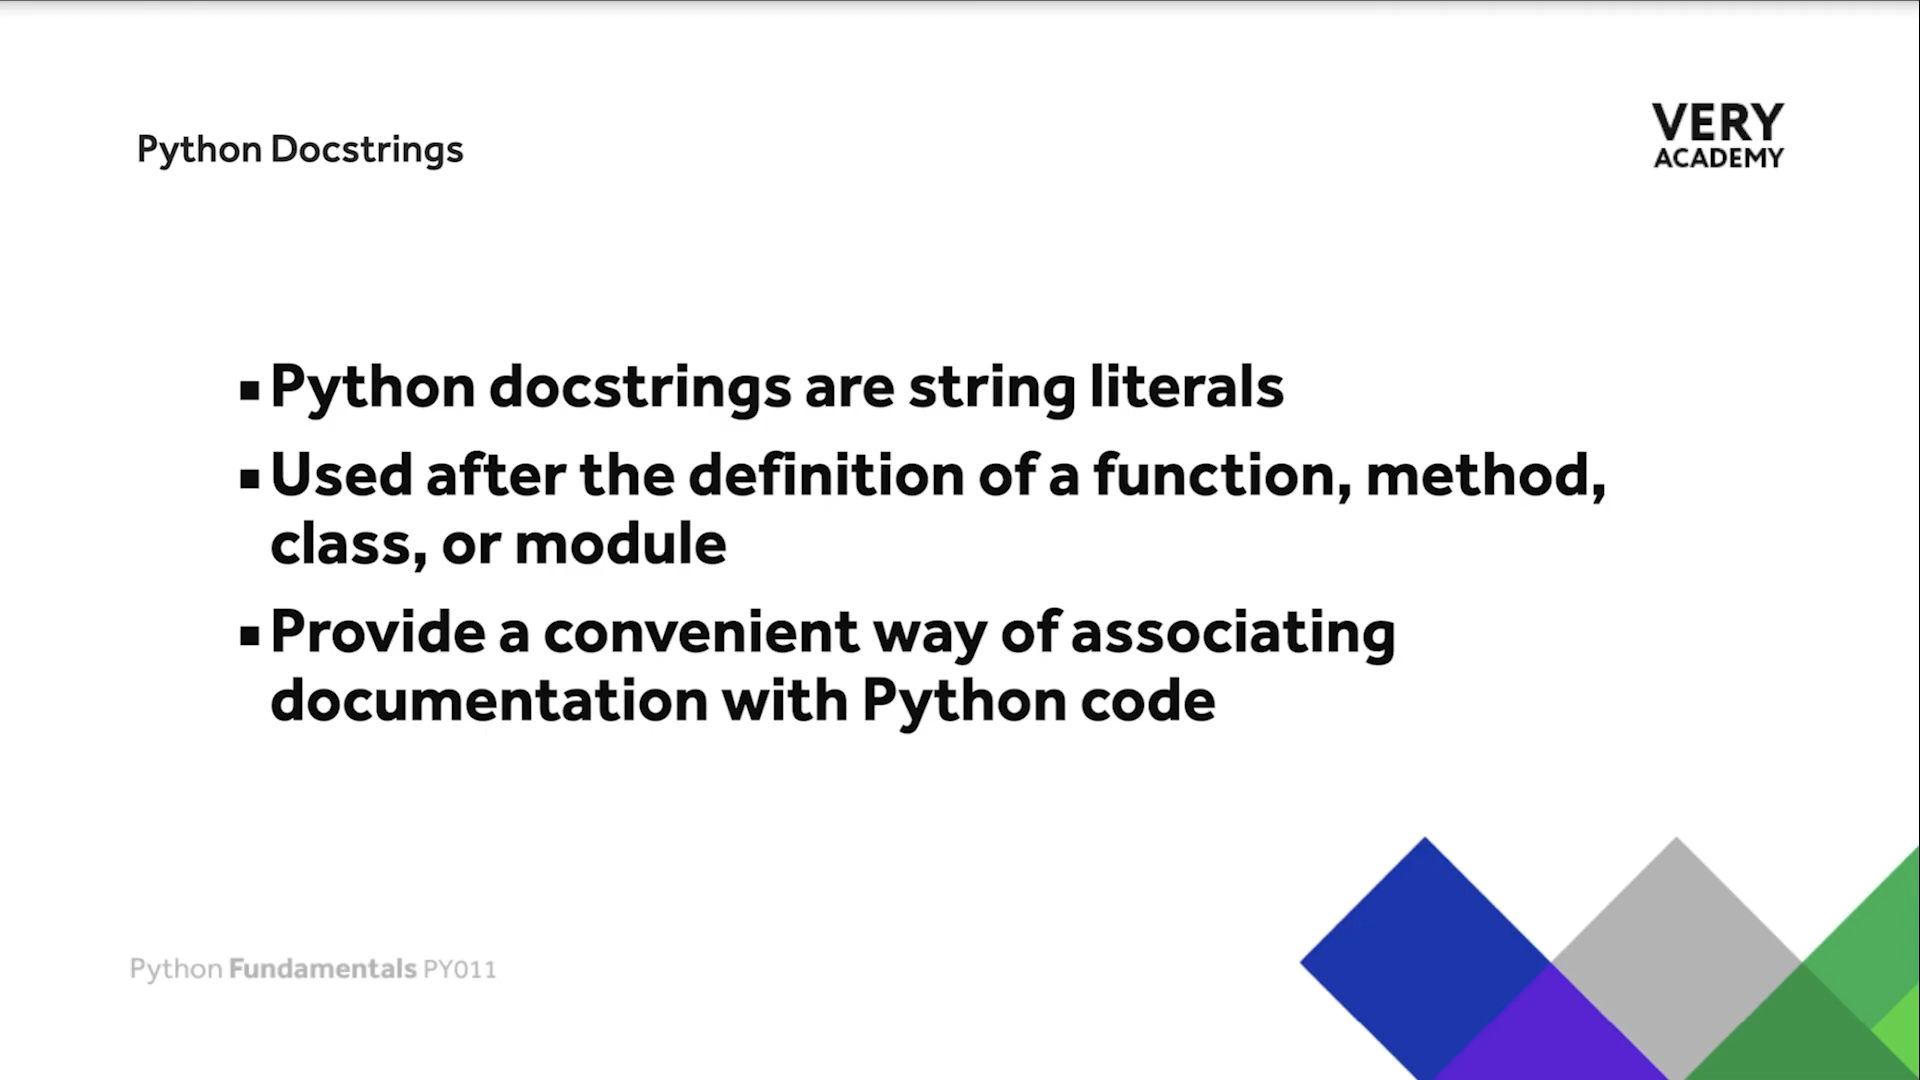 Python Docstrings
VERY
ACADEMY
▪Python docstrings are string literals
▪Used after the definition of a function, method,
class, or module
▪Provide a convenient way of associating
documentation with Python code
Python Fundamentals PY011